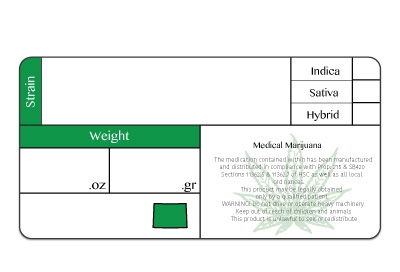 Strain
Indica
Sativa
Hybrid
Weight
.oz
.gr
Medical Marijuana
The medication contained within has been manufactured
and distributed in compliance with Prop. 215 & SB420
Sections 11362.5 & 11362.7 of HSC as well as all local
ordinances.
This product may be legally obtained
only by a qualified patient.
WARNING! Do not drive or operate heavy machinery
Keep out of reach of children and animals
This product is unlawful to sell or redistribute